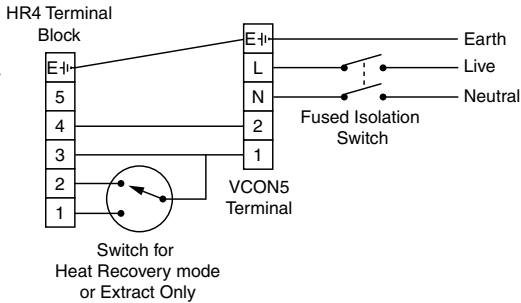 HR4 Terminal
Block
E
5
4
3
2
1
E
L
N
2
1
VCON5
Terminal
Earth
Live
Neutral
Fused Isolation
Switch
Switch for
Heat Recovery mode
or Extract Only